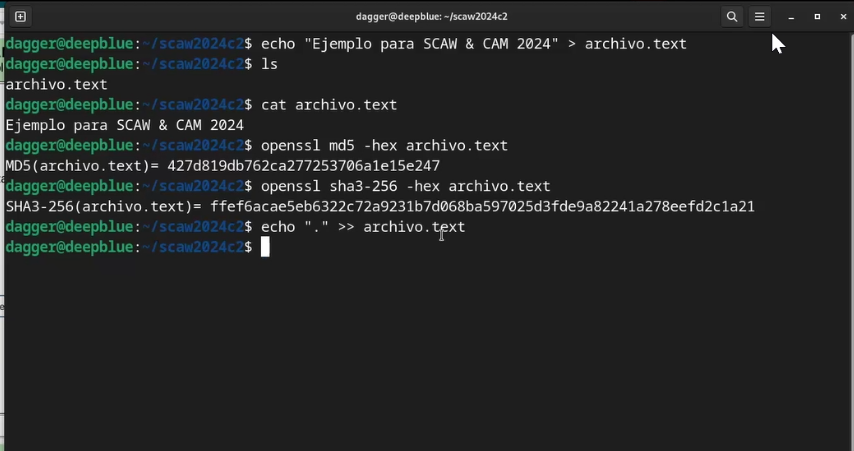 dagger@deepblue: ~/scaw2024c2
dagger@deepblue:~/scaw2024c2$ echo "Ejemplo para SCAW & CAM 2024" > archivo.text
dagger@deepblue:~/scaw2024c2$ ls
archivo.text
dagger@deepblue:~/scaw2024c2$ cat archivo.text
Ejemplo para SCAW & CAM 2024
dagger@deepblue:~/scaw2024c2$ openssl md5 -hex archivo.text
MD5(archivo.text)= 427d819db762ca277253706a1e15e247
dagger@deepblue:~/scaw2024c2$ openssl sha3-256 -hex archivo.text
SHA3-256(archivo.text)= ffef6acae5eb6322c72a9231b7d068ba597025d3fde9a82241a278eefd2c1a21
dagger@deepblue:~/scaw2024c2$ echo "." >> archivo.text
dagger@deepblue:~/scaw2024c2$